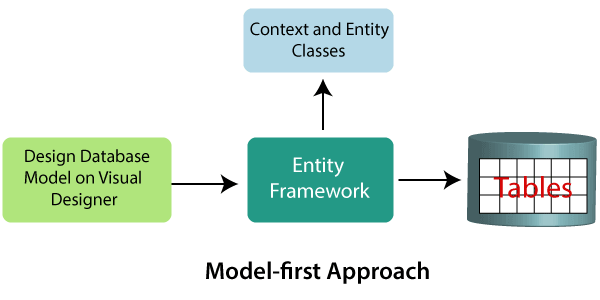 Context and Entity
Classes
Design Database
Model on Visual
Designer
Entity
Framework
Tables
Model-first Approach